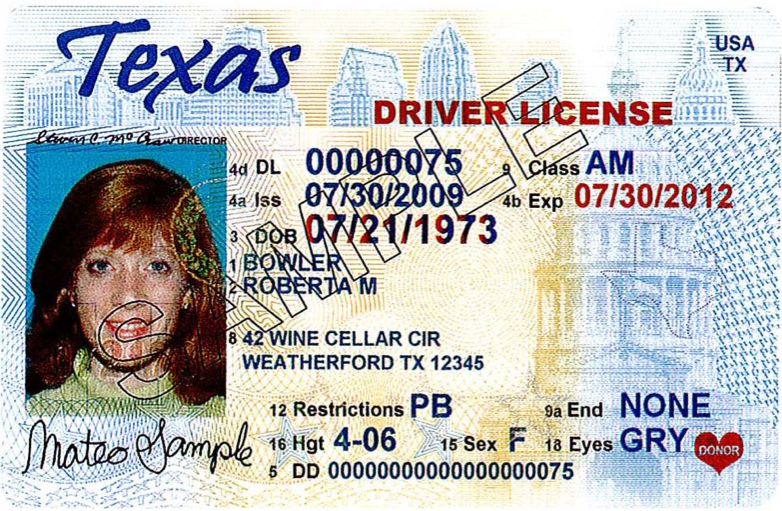 Texas
USA
TX
DRIVER LICENSE
Steven C. McCraw DIRECTOR
4d DL 00000075 9 Class AM
4a Iss 07/30/2009 4b Exp 07/30/2012
3 DOB 07/21/1973
1 BOWLER
2 ROBERTA M
8 42 WINE CELLAR CIR
WEATHERFORD TX 12345
12 Restrictions PB 9a End NONE
16 Hgt 4-06 15 Sex F 18 Eyes GRY
DONOR
5 DD 00000000000000000075
Mateo Sample
SAMPLE